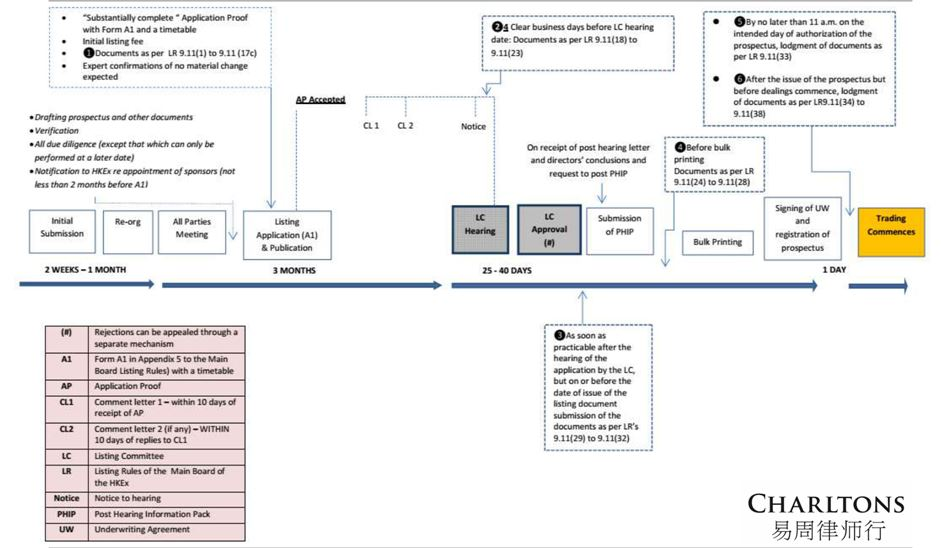 • "Substantially complete " Application Proof
with Form A1 and a timetable
• Initial listing fee
• ❶Documents as per LR 9.11(1) to 9.11 (17c)
• Expert confirmations of no material change
expected
❷4 Clear business days before LC hearing
date: Documents as per LR 9.11(18) to
9.11(23)
• ❺By no later than 11 a.m. on the
intended day of authorization of the
prospectus, lodgment of documents as
per LR 9.11(33)
• ❻After the issue of the prospectus but
before dealings commence, lodgment
of documents as per LR9.11(34) to
9.11(38)
AP Accepted
CL 1
CL 2
Notice
• Drafting prospectus and other documents
• Verification
• All due diligence (except that which can only be
performed at a later date)
• Notification to HKEx re appointment of sponsors (not
less than 2 months before A1)
On receipt of post hearing letter
and directors' conclusions and
request to post PHIP
❹Before bulk
printing
Documents as per LR
9.11(24) to 9.11(28)
Initial
Submission
Re-org
All Parties
Meeting
Listing
Application (A1)
& Publication
LC
Hearing
LC
Approval
(#)
Submission
of PHIP
Bulk Printing
Signing of UW
and
registration of
prospectus
Trading
Commences
2 WEEKS – 1 MONTH
3 MONTHS
25 - 40 DAYS
1 DAY
❸As soon as
practicable after the
hearing of the
application by the LC,
but on or before the
date of issue of the
listing document
submission of the
documents as per LR's
9.11(29) to 9.11(32)
(#) Rejections can be appealed through a
separate mechanism
A1 Form A1 in Appendix 5 to the Main
Board Listing Rules) with a timetable
AP Application Proof
CL1 Comment letter 1 – within 10 days of
receipt of AP
CL2 Comment letter 2 (if any) – WITHIN
10 days of replies to CL1
LC Listing Committee
LR Listing Rules of the Main Board of
the HKEx
Notice Notice to hearing
PHIP Post Hearing Information Pack
UW Underwriting Agreement
CHARLTONS
易周律师行